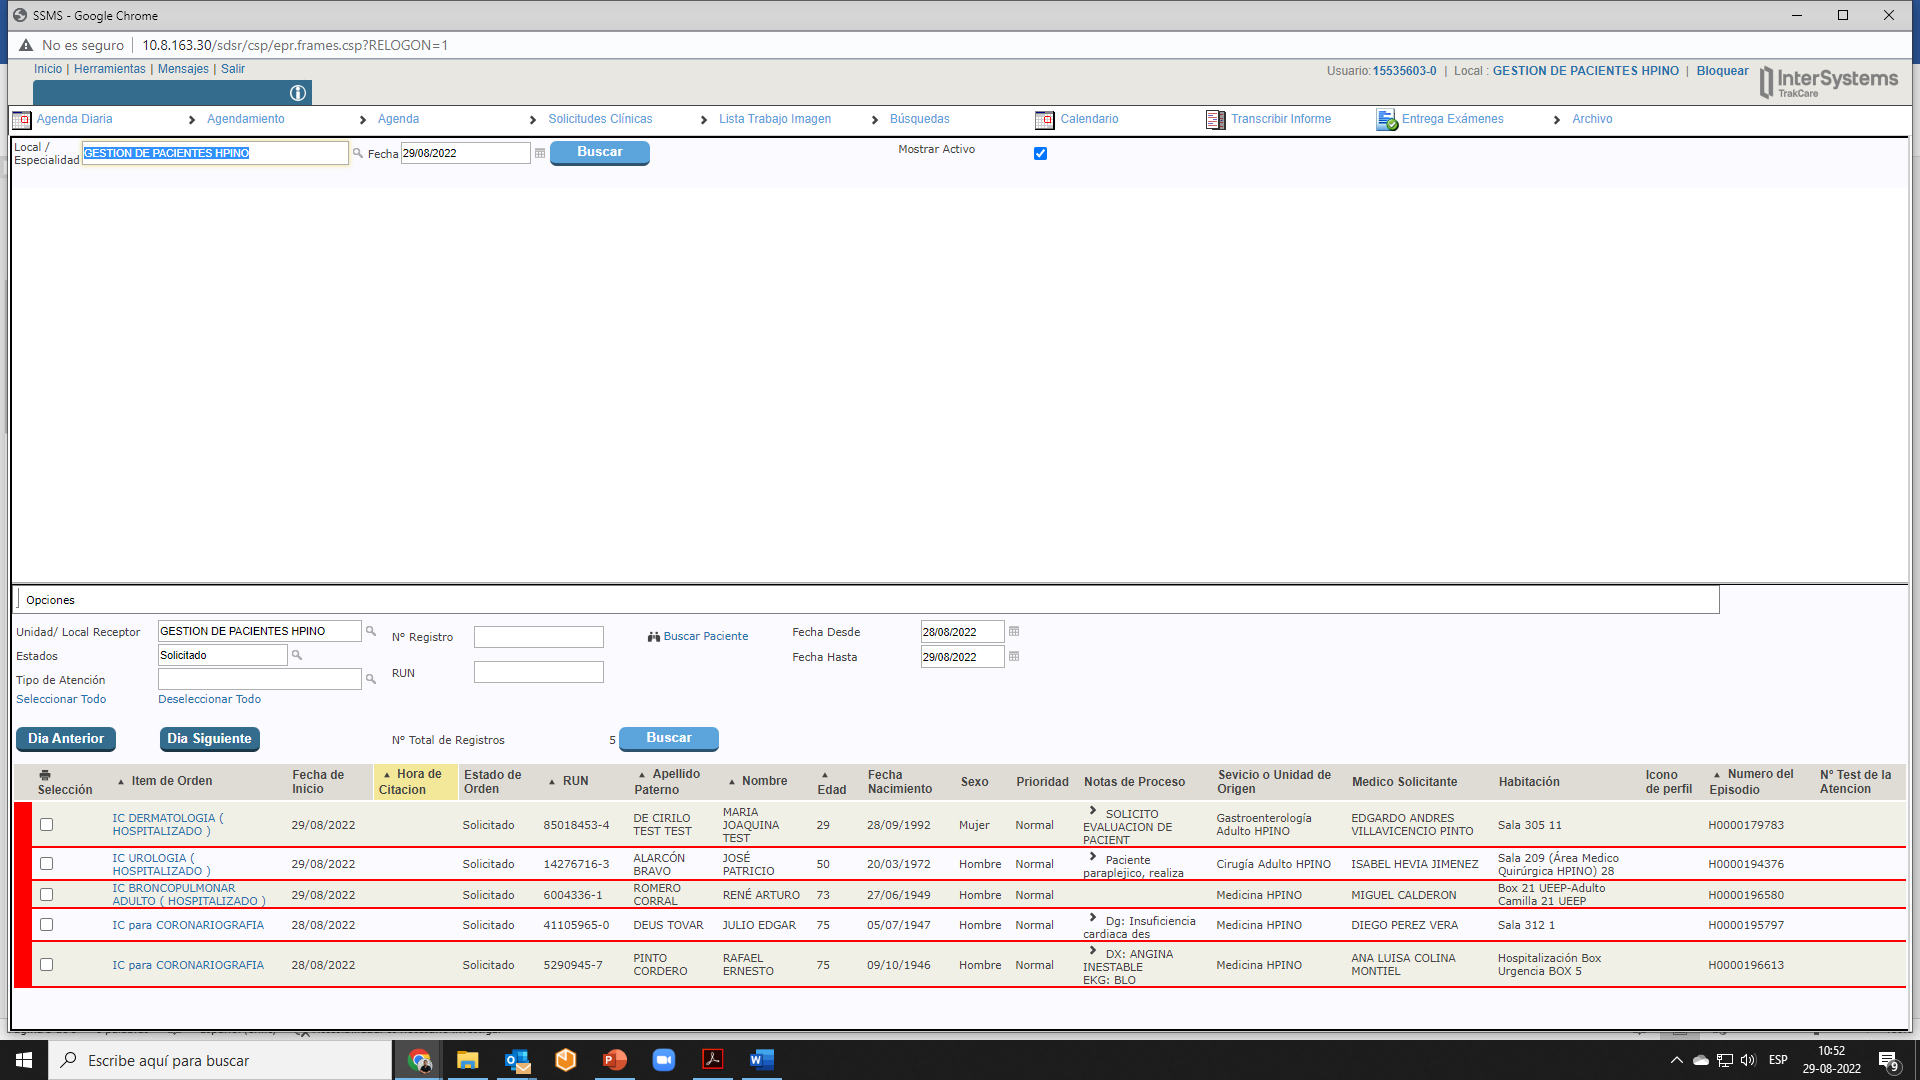 SSMS - Google Chrome
No es seguro | 10.8.163.30/sdsr/csp/epr.frames.csp?RELOGON=1
Inicio | Herramientas | Mensajes | Salir
Usuario: 15535603-0 | Local : GESTION DE PACIENTES HPINO | Bloquear
InterSystems
TrakCare
Agenda Diaria Agendamiento Agenda Solicitudes Clínicas Lista Trabajo Imagen Búsquedas Calendario Transcribir Informe Entrega Exámenes Archivo
Local / Especialidad GESTION DE PACIENTES HPINO Fecha 29/08/2022 Buscar Mostrar Activo
Opciones
Unidad/ Local Receptor GESTION DE PACIENTES HPINO N° Registro Buscar Paciente Fecha Desde 28/08/2022
Estados Solicitado Fecha Hasta 29/08/2022
Tipo de Atención RUN
Seleccionar Todo Deseleccionar Todo
Dia Anterior Dia Siguiente N° Total de Registros 5 Buscar
Selección Item de Orden Fecha de Inicio Hora de Citacion Estado de Orden RUN Apellido Paterno Nombre Edad Fecha Nacimiento Sexo Prioridad Notas de Proceso Sevicio o Unidad de Origen Medico Solicitante Habitación Icono de perfil Numero del Episodio N° Test de la Atencion
IC DERMATOLOGIA ( HOSPITALIZADO ) 29/08/2022 Solicitado 85018453-4 DE CIRILO TEST TEST MARIA JOAQUINA TEST 29 28/09/1992 Mujer Normal SOLICITO EVALUACION DE PACIENT Gastroenterología Adulto HPINO EDGARDO ANDRES VILLAVICENCIO PINTO Sala 305 11 H0000179783
IC UROLOGIA ( HOSPITALIZADO ) 29/08/2022 Solicitado 14276716-3 ALARCÓN BRAVO JOSÉ PATRICIO 50 20/03/1972 Hombre Normal Paciente paraplejico, realiza Cirugía Adulto HPINO ISABEL HEVIA JIMENEZ Sala 209 (Área Medico Quirúrgica HPINO) 28 H0000194376
IC BRONCOPULMONAR ADULTO ( HOSPITALIZADO ) 29/08/2022 Solicitado 6004336-1 ROMERO CORRAL RENÉ ARTURO 73 27/06/1949 Hombre Normal Medicina HPINO MIGUEL CALDERON Box 21 UEEP-Adulto Camilla 21 UEEP H0000196580
IC para CORONARIOGRAFIA 28/08/2022 Solicitado 41105965-0 DEUS TOVAR JULIO EDGAR 75 05/07/1947 Hombre Normal Dg: Insuficiencia cardiaca des Medicina HPINO DIEGO PEREZ VERA Sala 312 1 H0000195797
IC para CORONARIOGRAFIA 28/08/2022 Solicitado 5290945-7 PINTO CORDERO RAFAEL ERNESTO 75 09/10/1946 Hombre Normal DX: ANGINA INESTABLE EKG: BLO Medicina HPINO ANA LUISA COLINA MONTIEL Hospitalización Box Urgencia BOX 5 H0000196613
Escribe aquí para buscar
ESP
10:52
29-08-2022
9